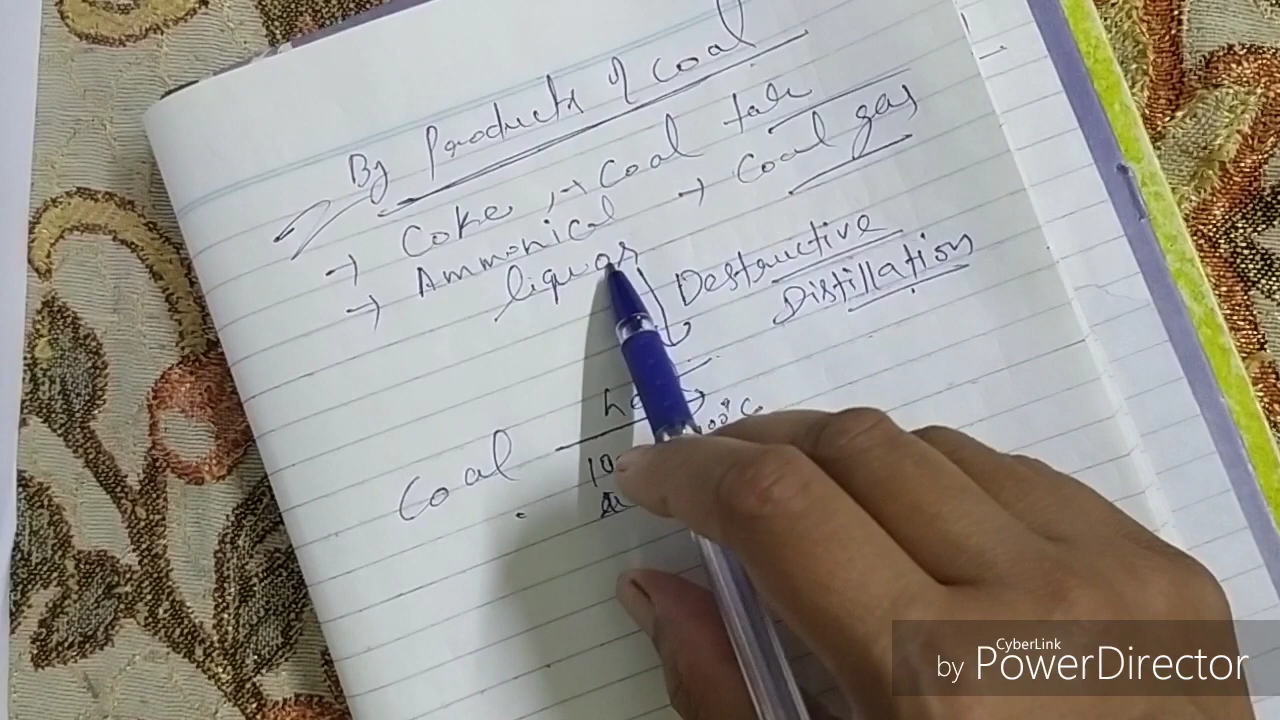 By Products of coal
→ Coke, → Coal tar
→ Ammonical → Coal gas
liquor
Destructive
Distillation
Coal
CyberLink
by PowerDirector